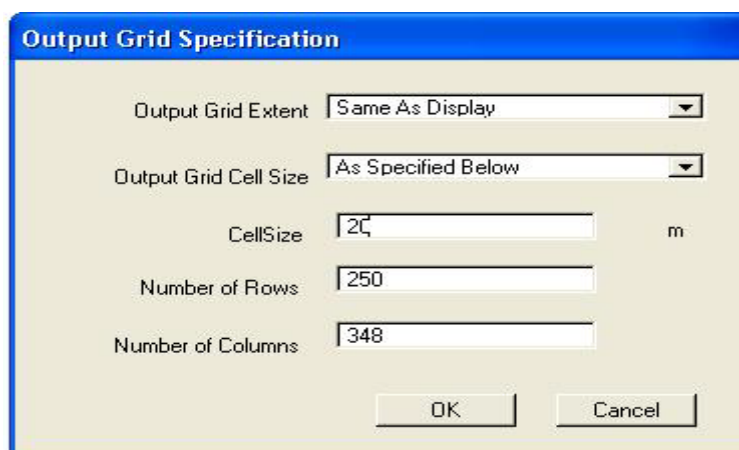 Output Grid Specification
Output Grid Extent Same As Display
Output Grid Cell Size As Specified Below
CellSize 20 m
Number of Rows 250
Number of Columns 348
OK Cancel